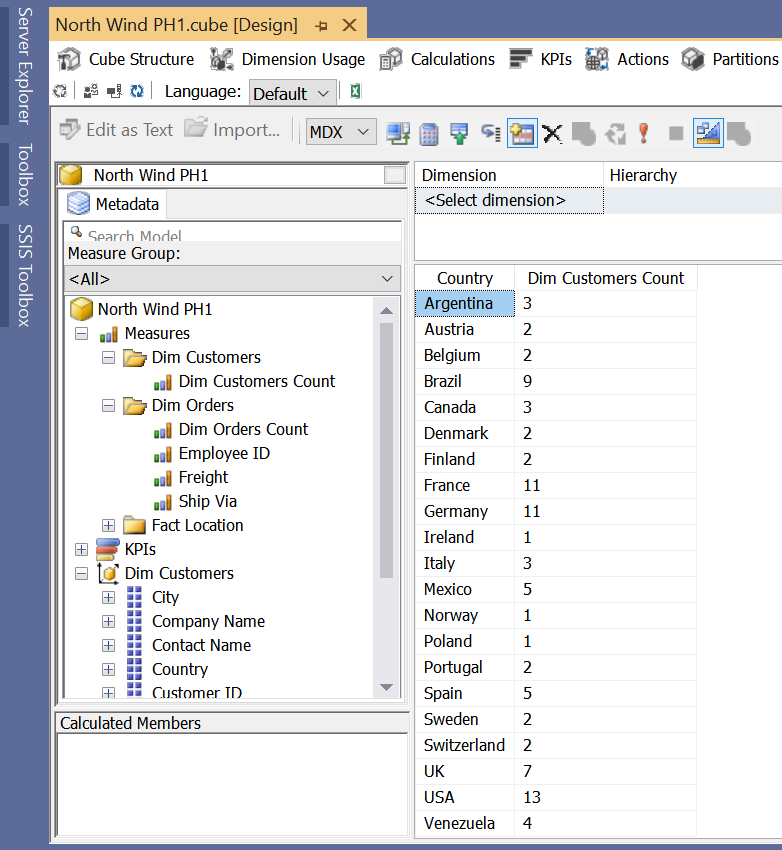 Server Explorer
Toolbox
SSIS Toolbox
North Wind PH1.cube [Design]
Cube Structure Dimension Usage Calculations KPIs Actions Partitions
Language: Default
Edit as Text Import... MDX
North Wind PH1
Metadata
Search Model
Measure Group:
<All>
North Wind PH1
Measures
Dim Customers
Dim Customers Count
Dim Orders
Dim Orders Count
Employee ID
Freight
Ship Via
Fact Location
KPIs
Dim Customers
City
Company Name
Contact Name
Country
Customer ID
Calculated Members
Dimension Hierarchy
<Select dimension>
Country Dim Customers Count
Argentina 3
Austria 2
Belgium 2
Brazil 9
Canada 3
Denmark 2
Finland 2
France 11
Germany 11
Ireland 1
Italy 3
Mexico 5
Norway 1
Poland 1
Portugal 2
Spain 5
Sweden 2
Switzerland 2
UK 7
USA 13
Venezuela 4